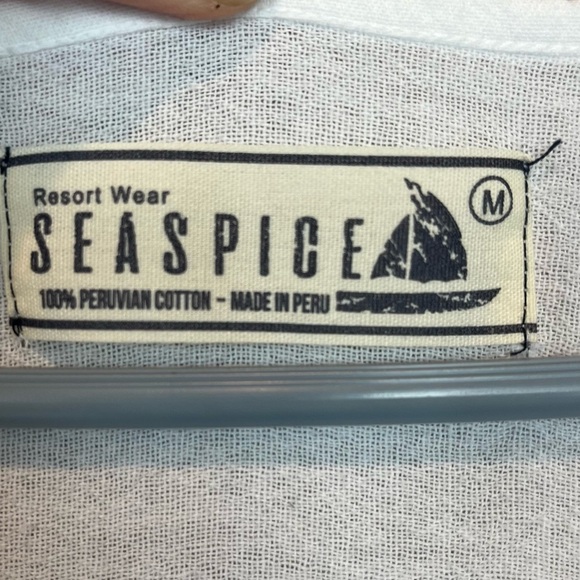 Resort Wear
M
SEASPICE
100% PERUVIAN COTTON - MADE IN PERU